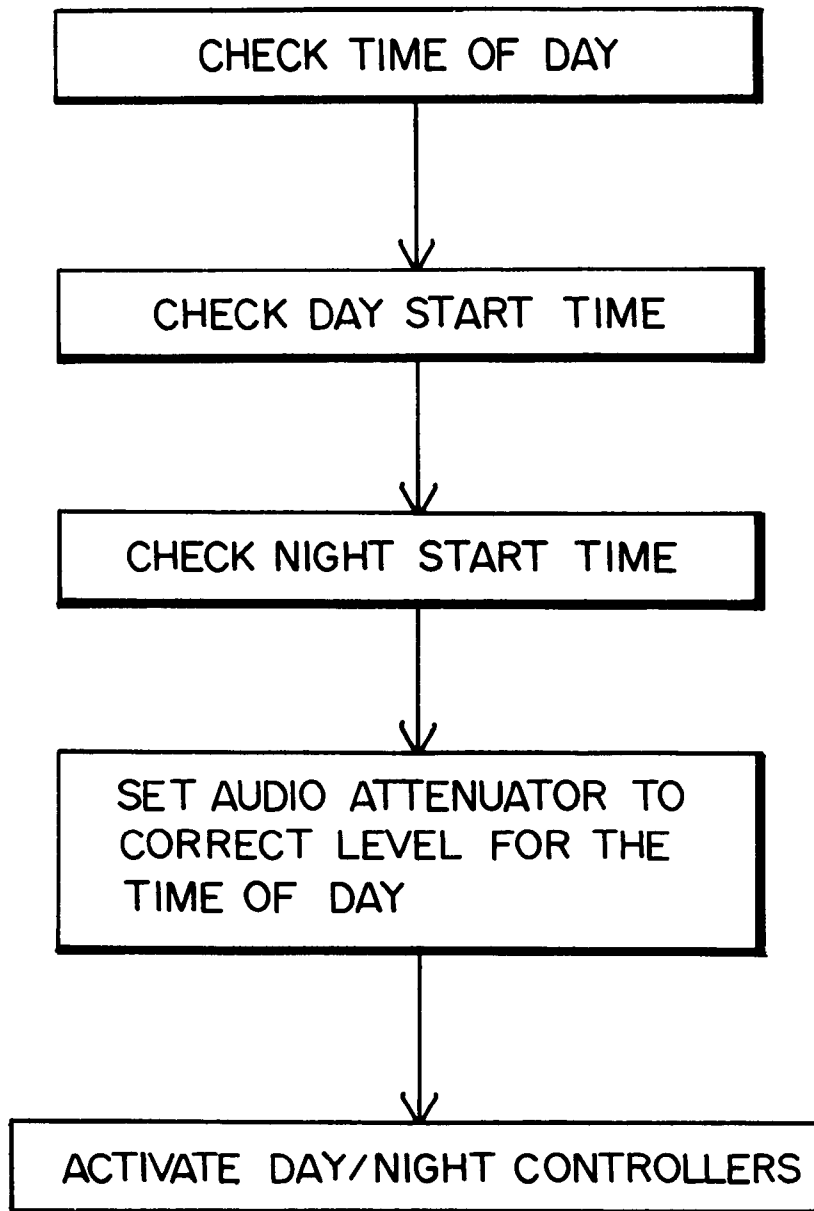 CHECK TIME OF DAY
CHECK DAY START TIME
CHECK NIGHT START TIME
SET AUDIO ATTENUATOR TO
CORRECT LEVEL FOR THE
TIME OF DAY
ACTIVATE DAY/NIGHT CONTROLLERS